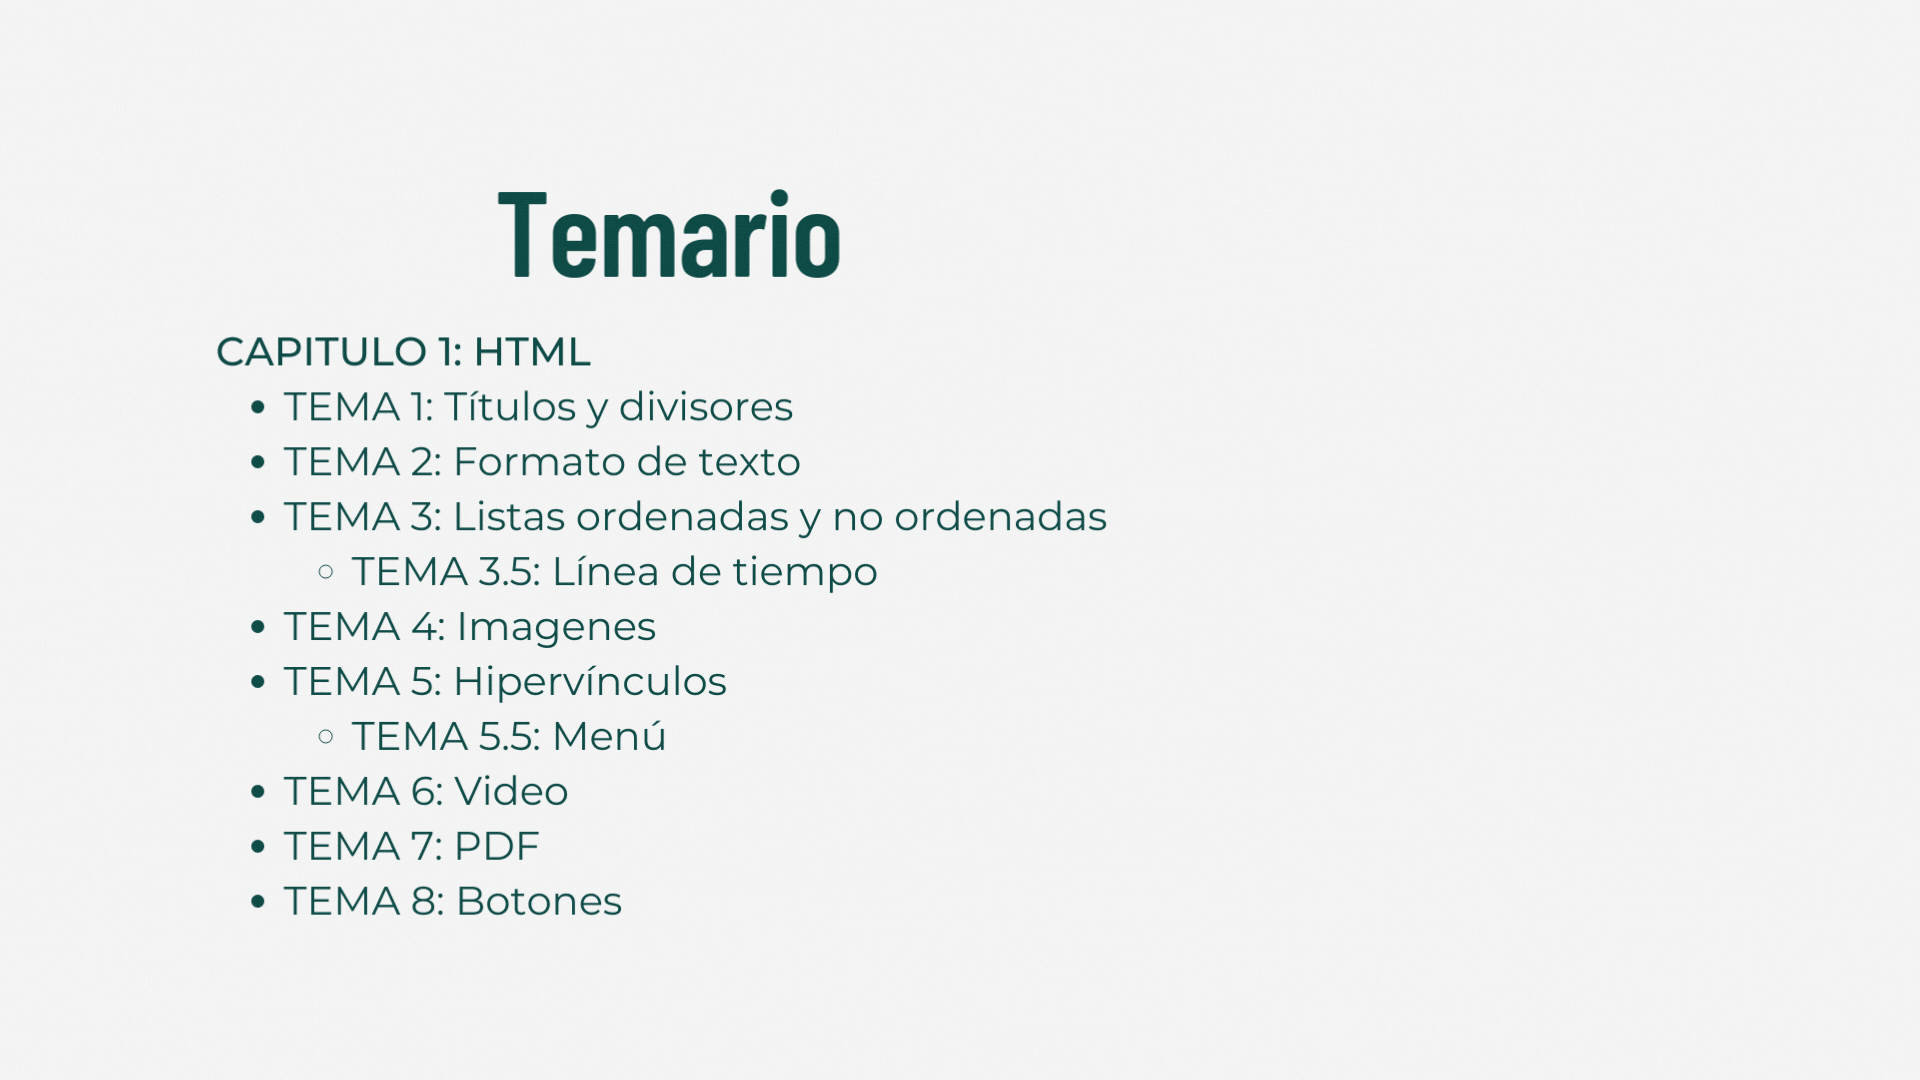 Temario
CAPITULO 1: HTML
TEMA 1: Títulos y divisores
TEMA 2: Formato de texto
TEMA 3: Listas ordenadas y no ordenadas
TEMA 3.5: Línea de tiempo
TEMA 4: Imagenes
TEMA 5: Hipervínculos
TEMA 5.5: Menú
TEMA 6: Video
TEMA 7: PDF
TEMA 8: Botones